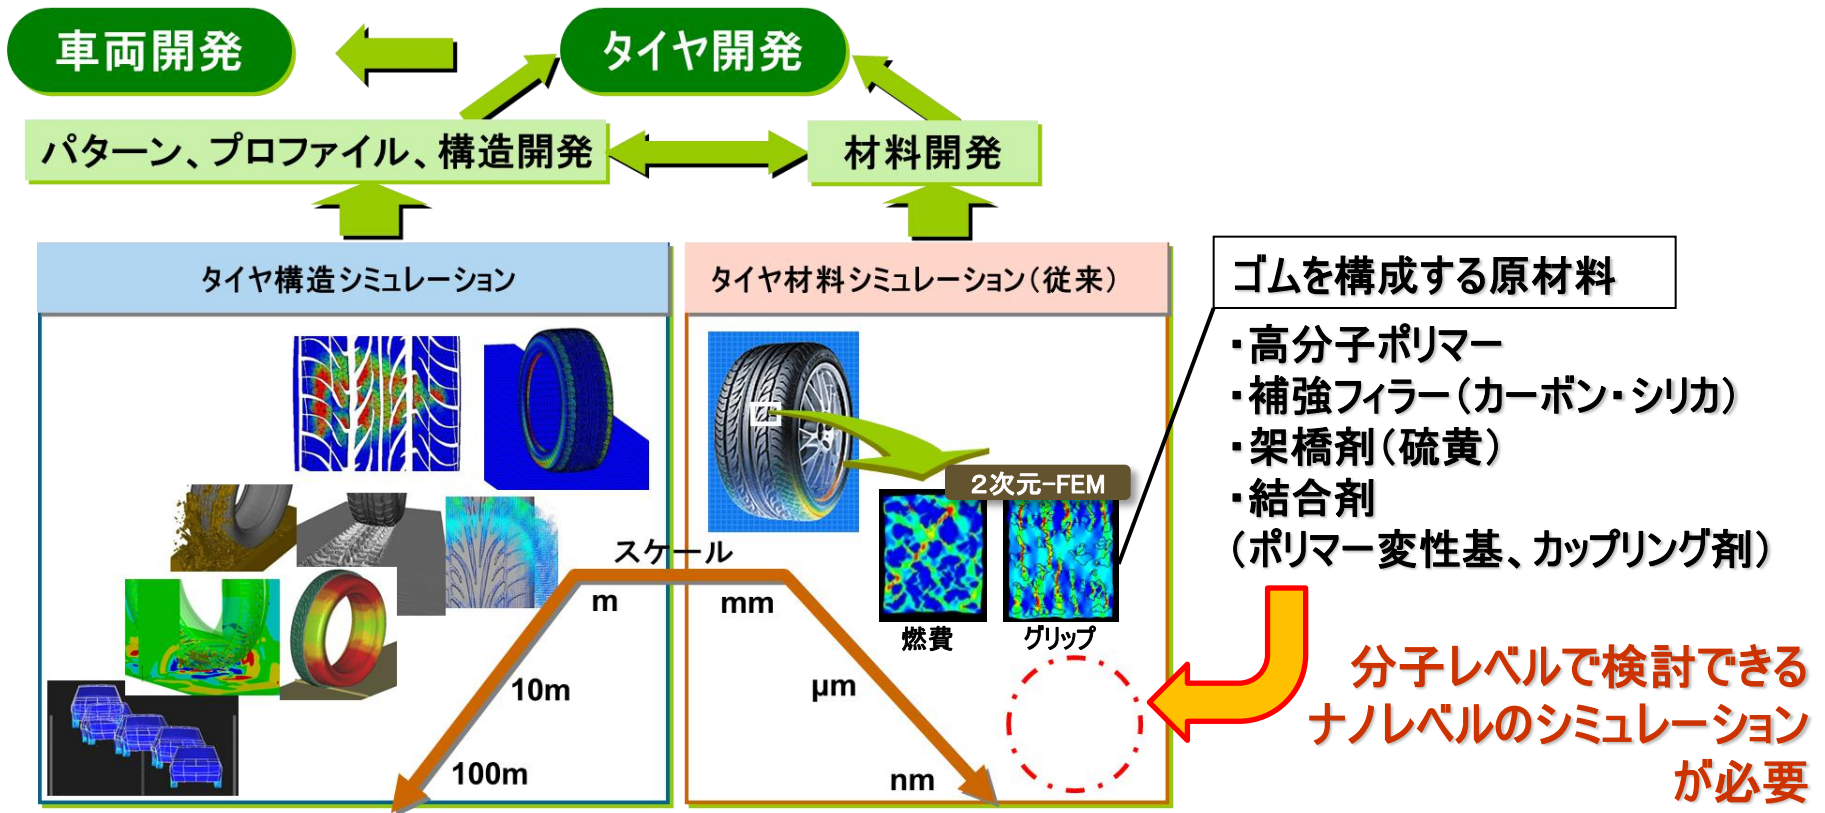 車両開発
タイヤ開発
パターン、プロファイル、構造開発
材料開発
タイヤ構造シミュレーション
タイヤ材料シミュレーション(従来)
ゴムを構成する原材料
・高分子ポリマー
・補強フィラー(カーボン・シリカ)
・架橋剤(硫黄)
・結合剤
(ポリマー変性基、カップリング剤)
2次元-FEM
燃費
グリップ
スケール
m
mm
10m
μm
100m
nm
分子レベルで検討できる
ナノレベルのシミュレーション
が必要